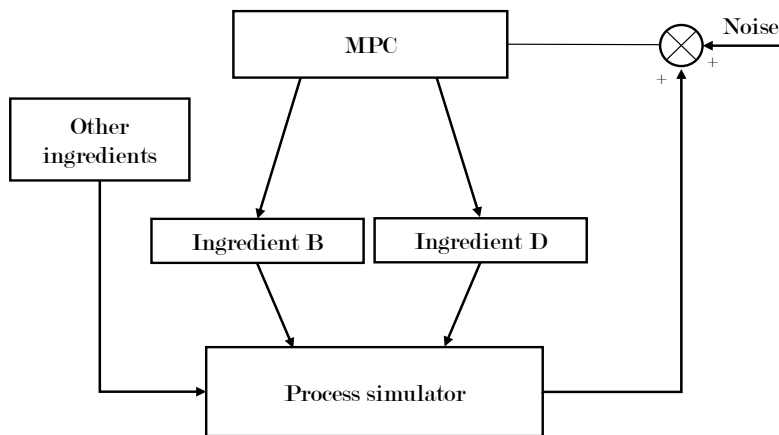 MPC
Noise
+
+
Other
ingredients
Ingredient B
Ingredient D
Process simulator